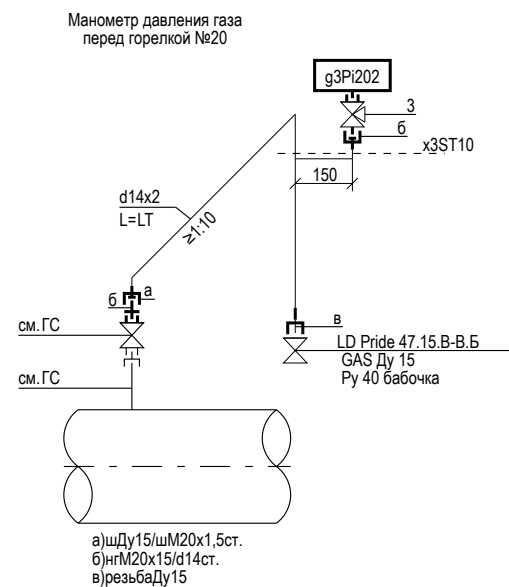 Манометр давления газа
перед горелкой №20
g3Pi202
3
б
x3ST10
150
d14x2
L=LT
≥1:10
а
б
в
см.ГС
LD Pride 47.15.В-В.Б
GAS Ду 15
Ру 40 бабочка
см.ГС
а)шДу15/шМ20х1,5ст.
б)нгМ20х15/d14ст.
в)резьбаДу15